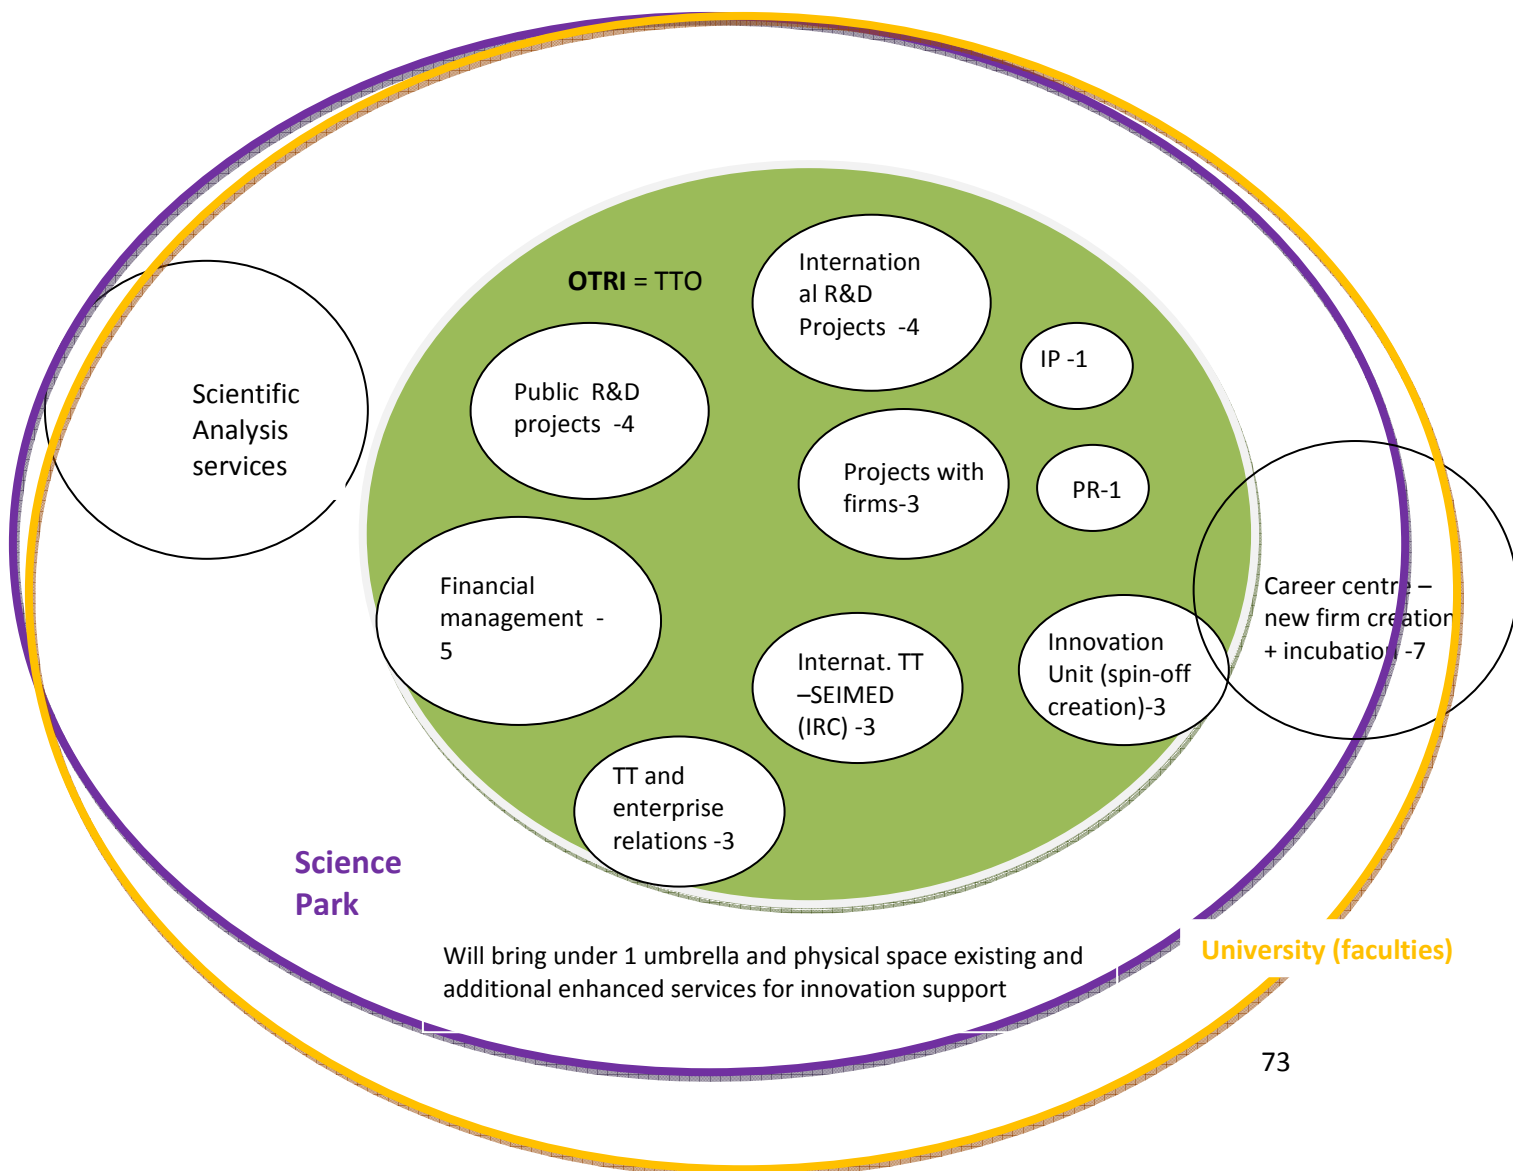 OTRI = TTO
Internation
al R&D
Projects -4
IP -1
Public R&D
projects -4
Scientific
Analysis
services
Projects with
firms-3
PR-1
Financial
management -
5
Career centre –
new firm creation
+ incubation -7
Internat. TT
–SEIMED
(IRC) -3
Innovation
Unit (spin-off
creation)-3
TT and
enterprise
relations -3
Science
Park
Will bring under 1 umbrella and physical space existing and
additional enhanced services for innovation support
University (faculties)
73